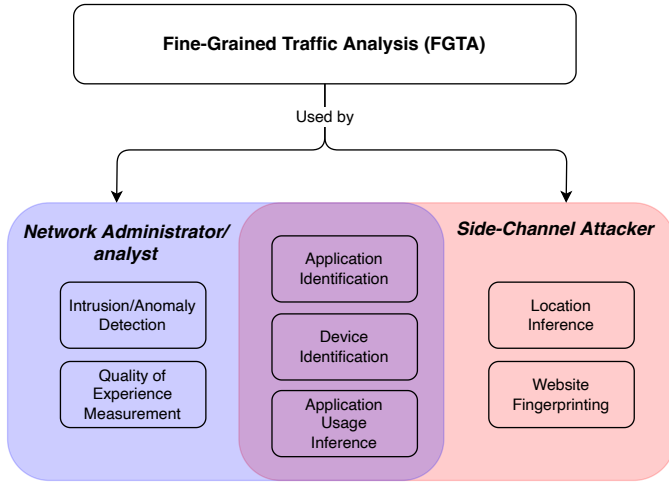 Fine-Grained Traffic Analysis (FGTA)
Used by
Network Administrator/
analyst
Intrusion/Anomaly
Detection
Quality of
Experience
Measurement
Application
Identification
Device
Identification
Application
Usage
Inference
Side-Channel Attacker
Location
Inference
Website
Fingerprinting